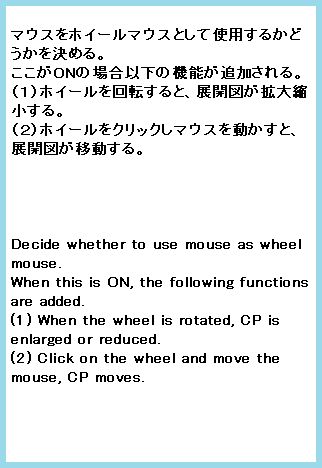 マウスをホイールマウスとして使用するかど
うかを決める。
ここがONの場合以下の機能が追加される。
(1)ホイールを回転すると、展開図が拡大縮
小する。
(2)ホイールをクリックしマウスを動かすと、
展開図が移動する。
Decide whether to use mouse as wheel
mouse.
When this is ON, the following functions
are added.
(1) When the wheel is rotated, CP is
enlarged or reduced.
(2) Click on the wheel and move the
mouse, CP moves.